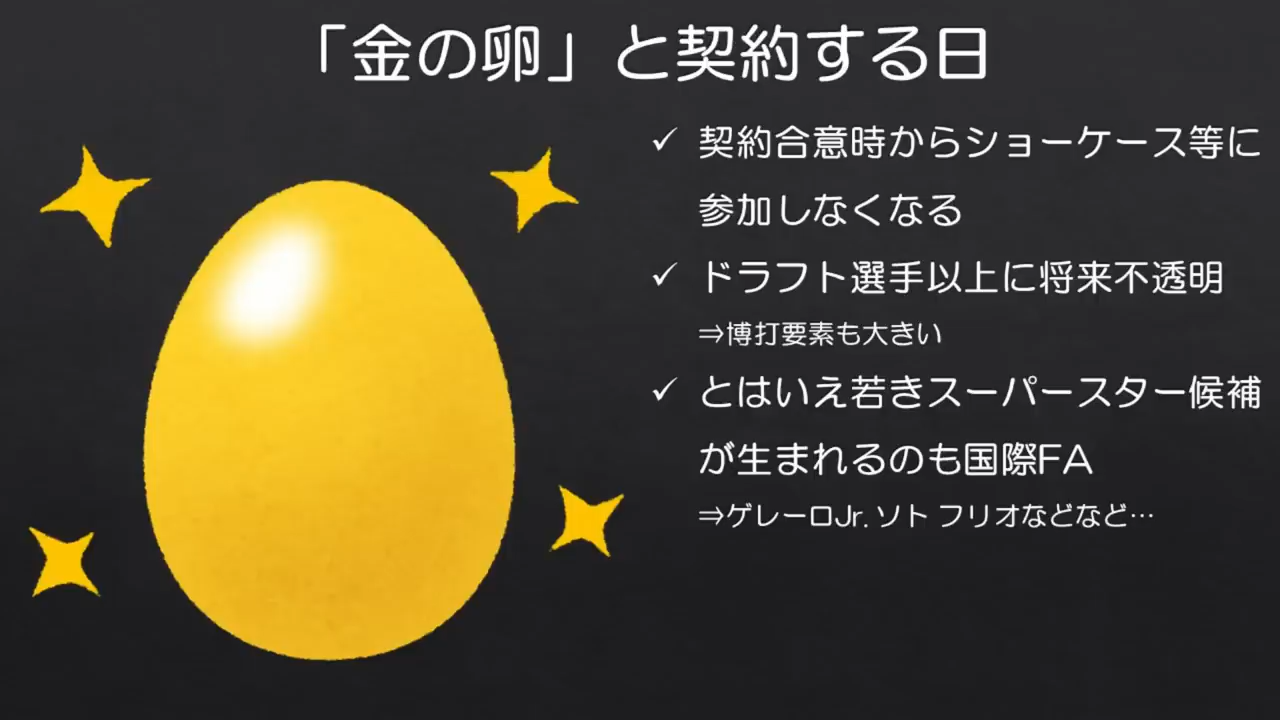 「金の卵」と契約する日
✓ 契約合意時からショーケース等に
参加しなくなる
✓ ドラフト選手以上に将来不透明
⇒博打要素も大きい
✓ とはいえ若きスーパースター候補
が生まれるのも国際FA
⇒ゲレーロJr. ソト フリオなどなど…